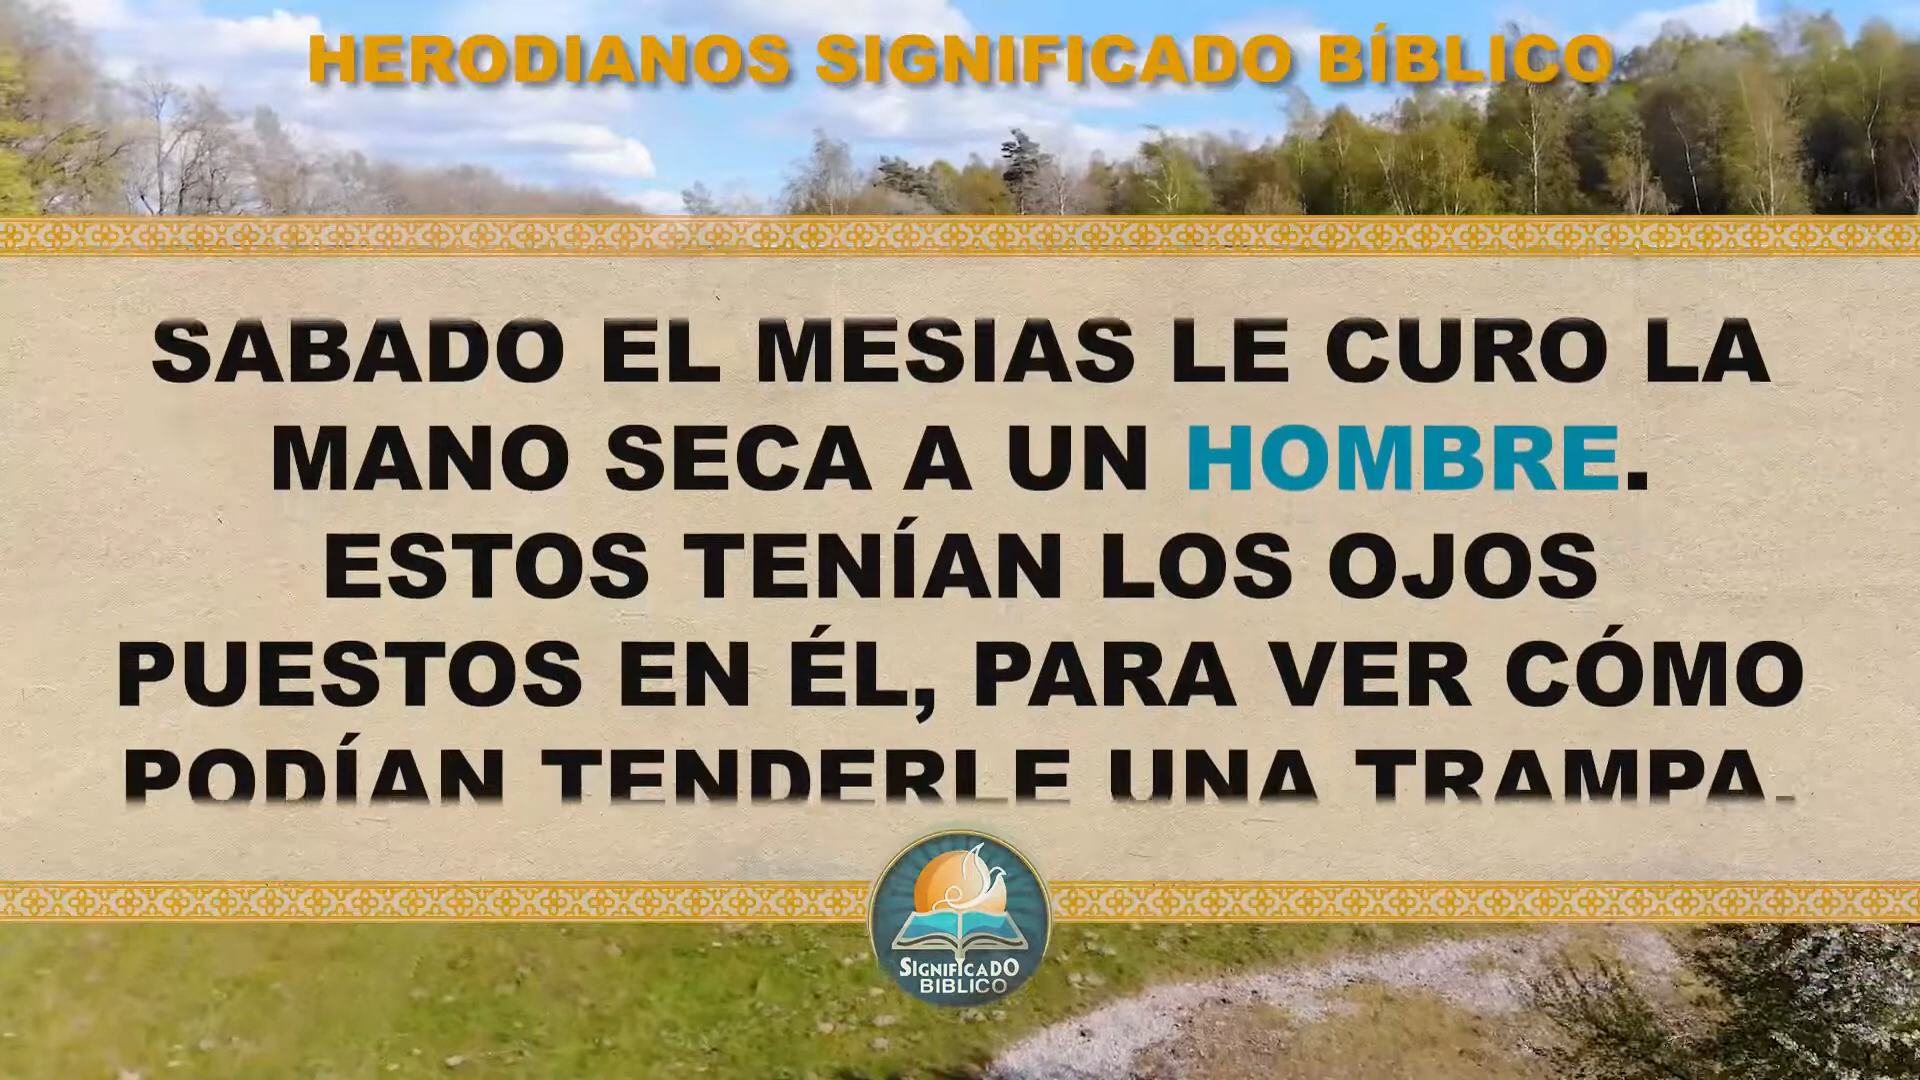 HERODIANOS SIGNIFICADO BÍBLICO
SABADO EL MESIAS LE CURO LA
MANO SECA A UN HOMBRE.
ESTOS TENÍAN LOS OJOS
PUESTOS EN ÉL, PARA VER CÓMO
PODÍAN TENDERLE UNA TRAMPA.
SIGNIFICADO
BIBLICO